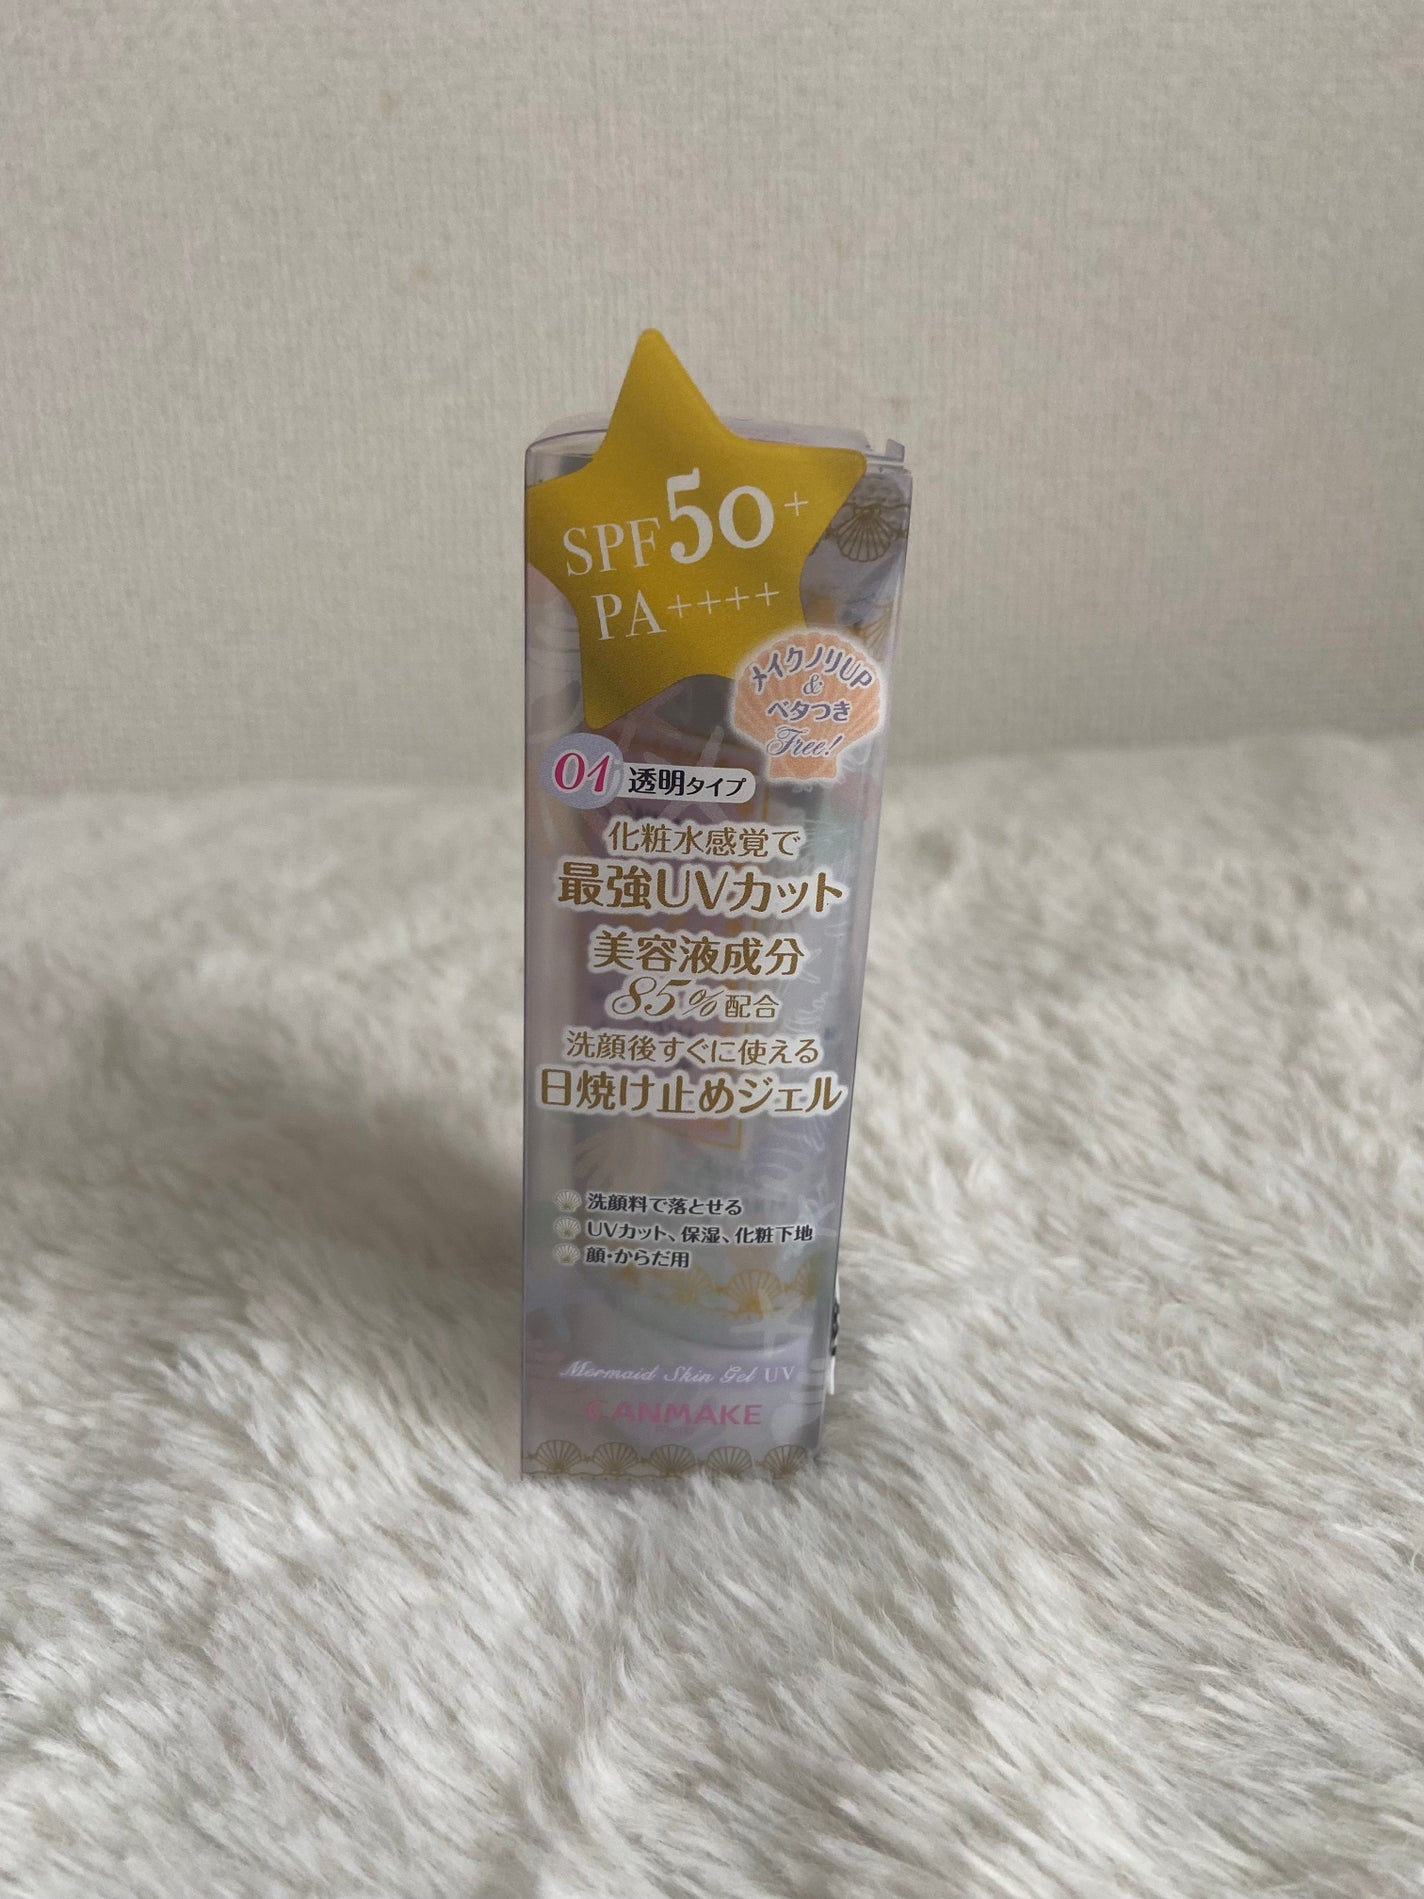 SPF50+
PA++++
メイクノリUP
&
ベタつき
Free!
01 透明タイプ
化粧水感覚で
最強UVカット
美容液成分
85%配合
洗顔後すぐに使える
日焼け止めジェル
洗顔料で落とせる
UVカット、保湿、化粧下地
顔・からだ用
Mermaid Skin Gel UV
CANMAKE